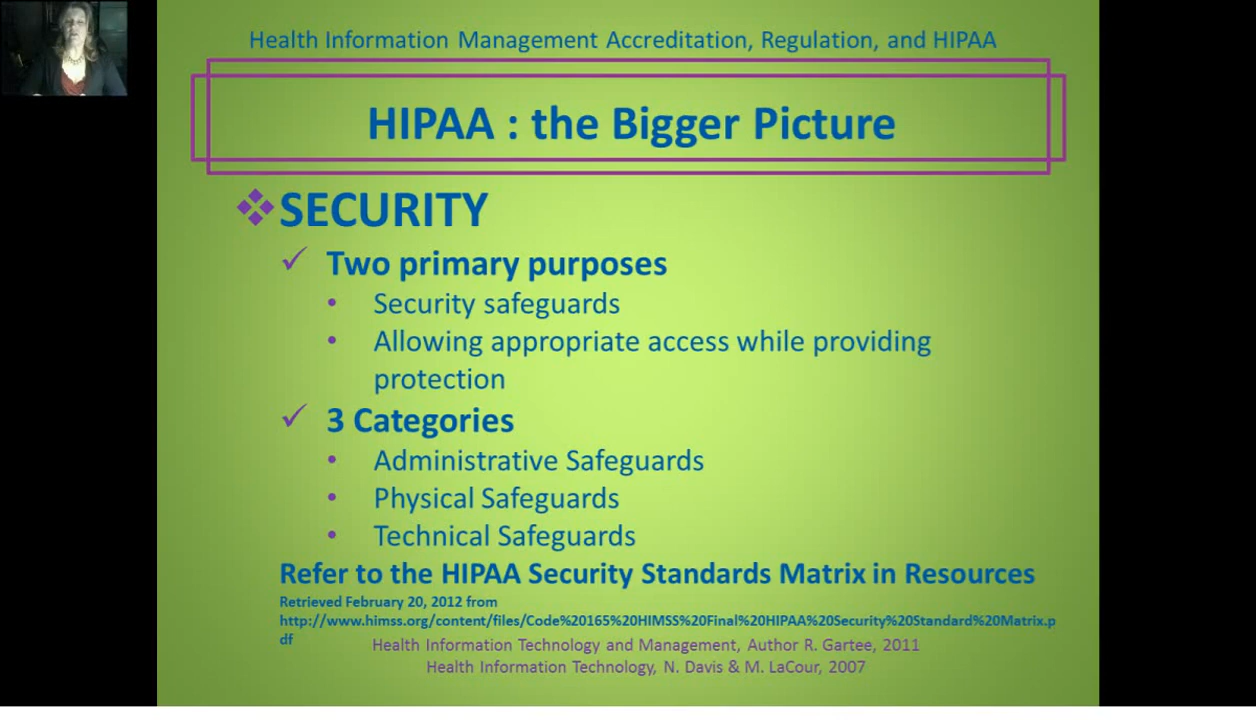 Health Information Management Accreditation, Regulation, and HIPAA
HIPAA : the Bigger Picture
SECURITY
Two primary purposes
Security safeguards
Allowing appropriate access while providing
protection
3 Categories
Administrative Safeguards
Physical Safeguards
Technical Safeguards
Refer to the HIPAA Security Standards Matrix in Resources
Retrieved February 20, 2012 from
http://www.himss.org/content/files/Code%20165%20HIMSS%20Final%20HIPAA%20Security%20Standard%20Matrix.p
df
Health Information Technology and Management, Author R. Gartee, 2011
Health Information Technology, N. Davis & M. LaCour, 2007